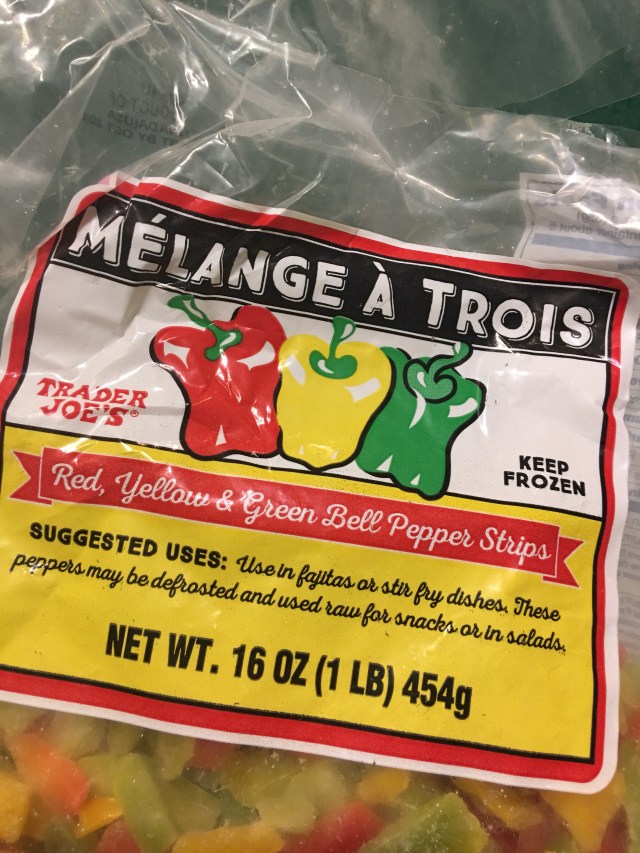 MÉLANGE À TROIS
TRADER
JOE'S®
KEEP
FROZEN
Red, Yellow & Green Bell Pepper Strips
SUGGESTED USES: Use in fajitas or stir fry dishes. These
peppers may be defrosted and used raw for snacks or in salads.
NET WT. 16 OZ (1 LB) 454g